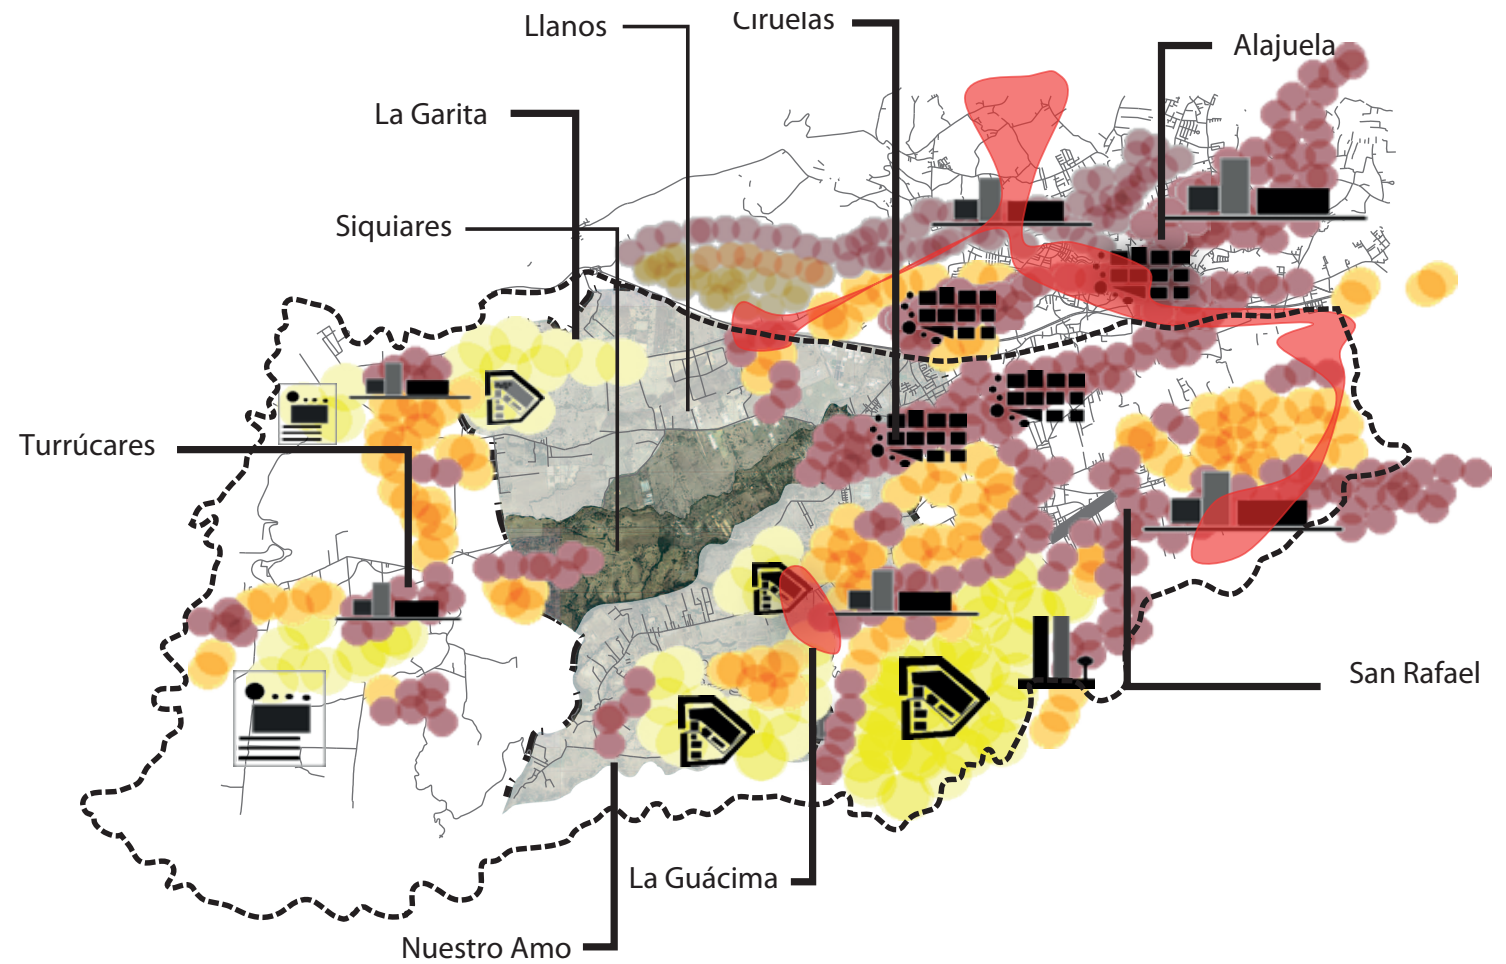 Llanos
Ciruelas
Alajuela
La Garita
Siquiares
Turrúcares
San Rafael
La Guácima
Nuestro Amo